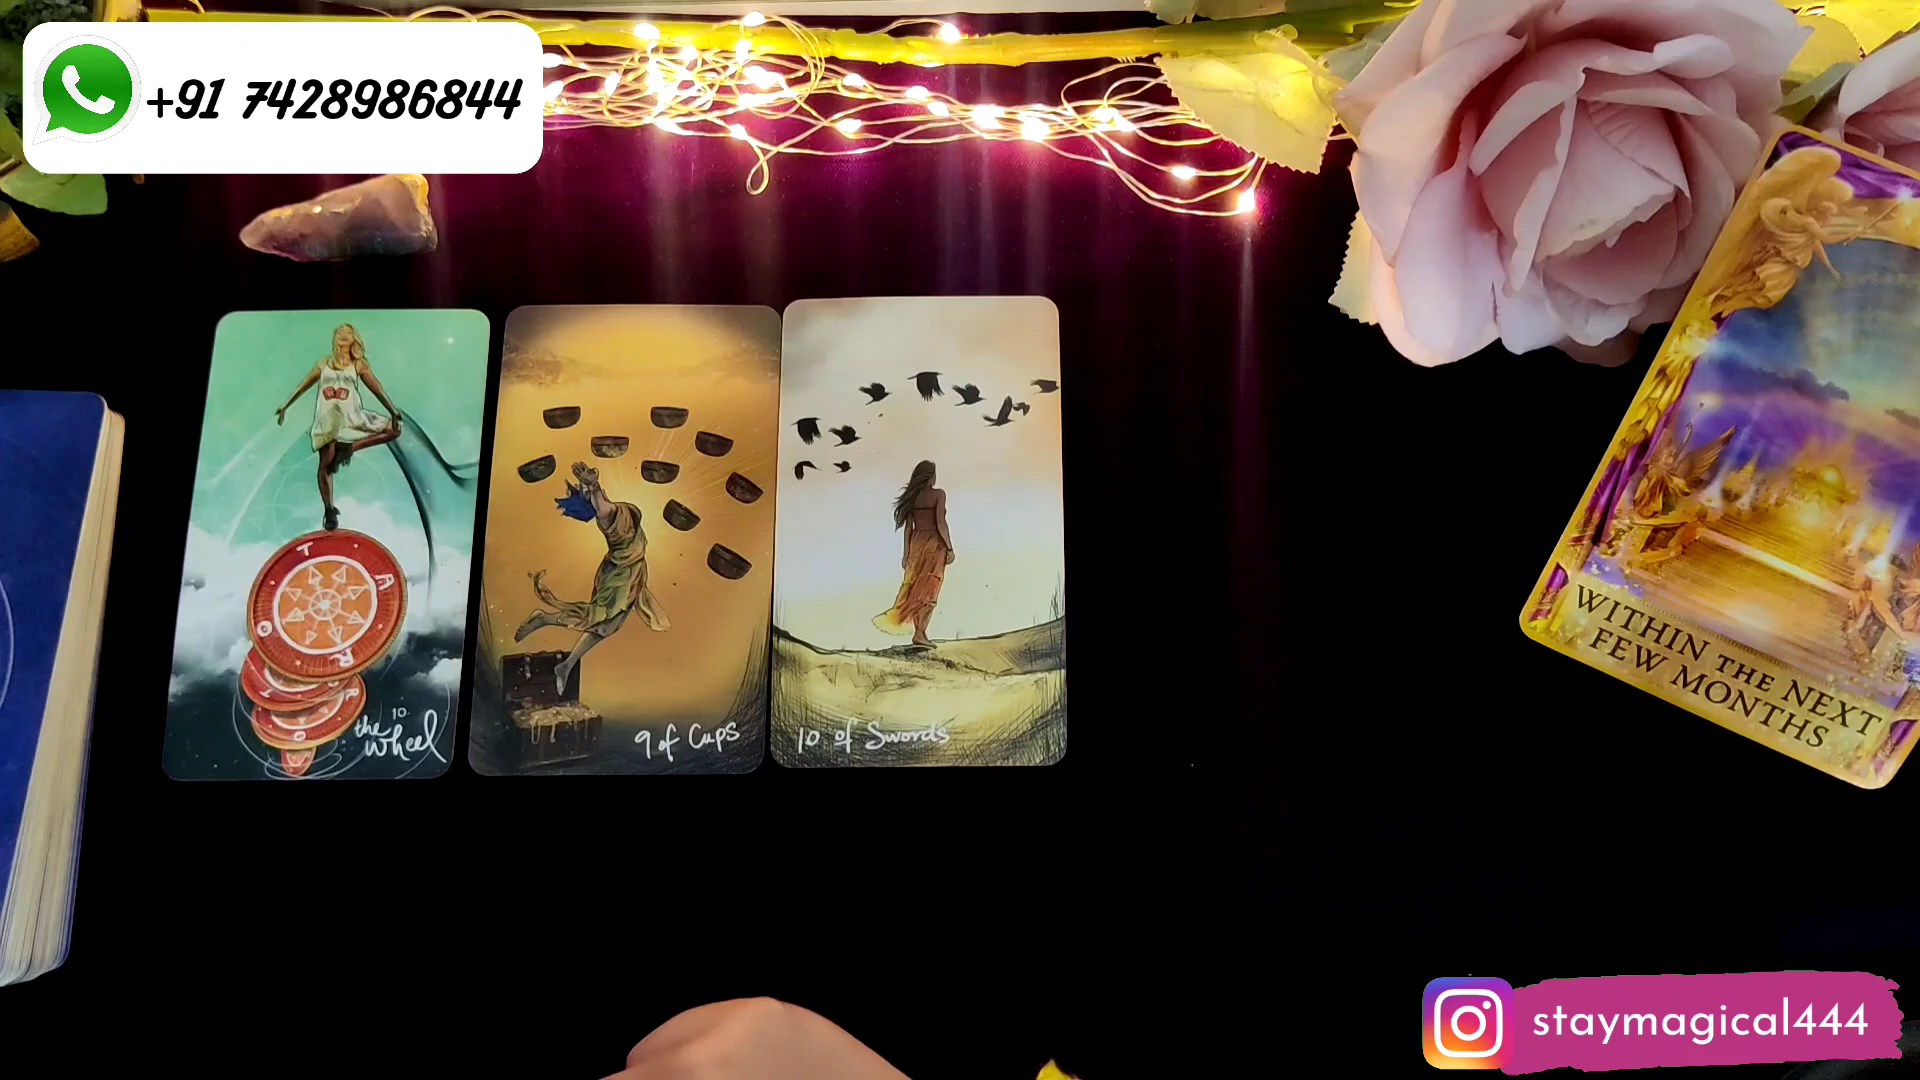 +91 7428986844
T
A
R
O
T
R
O
10
the
wheel
9 of Cups
10 of Swords
WITHIN THE NEXT
FEW MONTHS
staymagical444